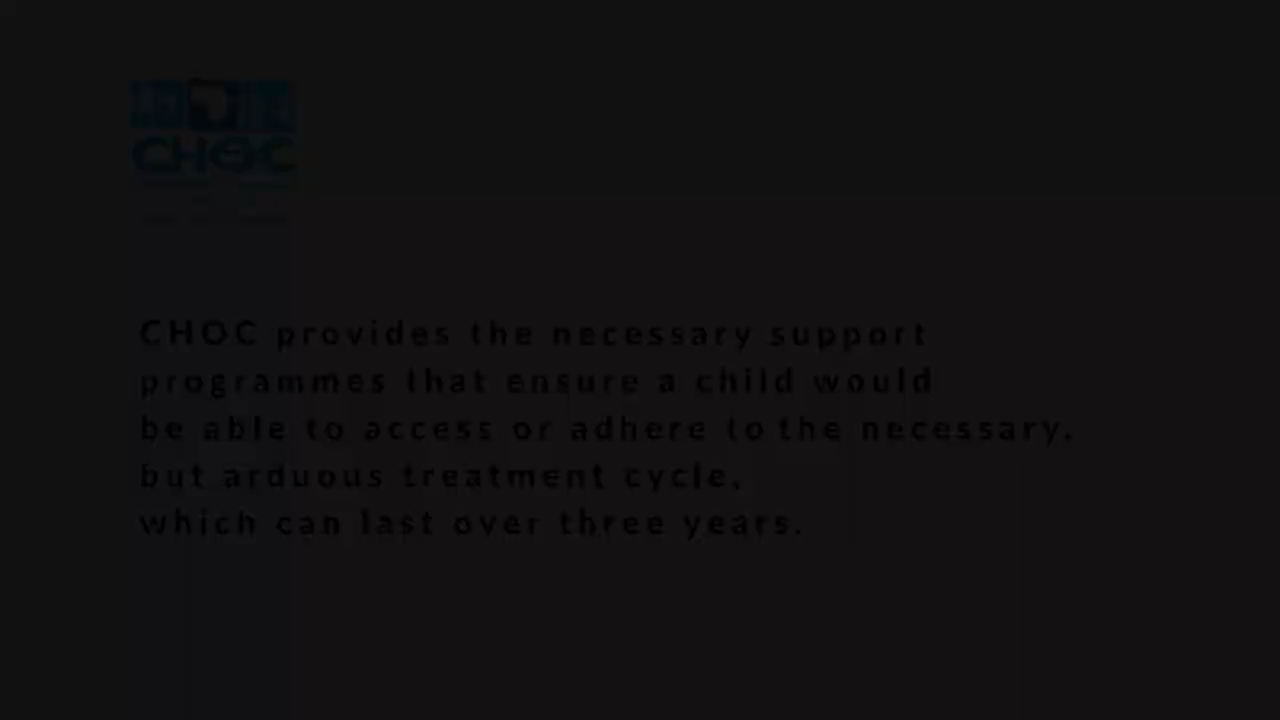 CHOC
CHOC provides the necessary support
programmes that ensure a child would
be able to access or adhere to the necessary,
but arduous treatment cycle,
which can last over three years.